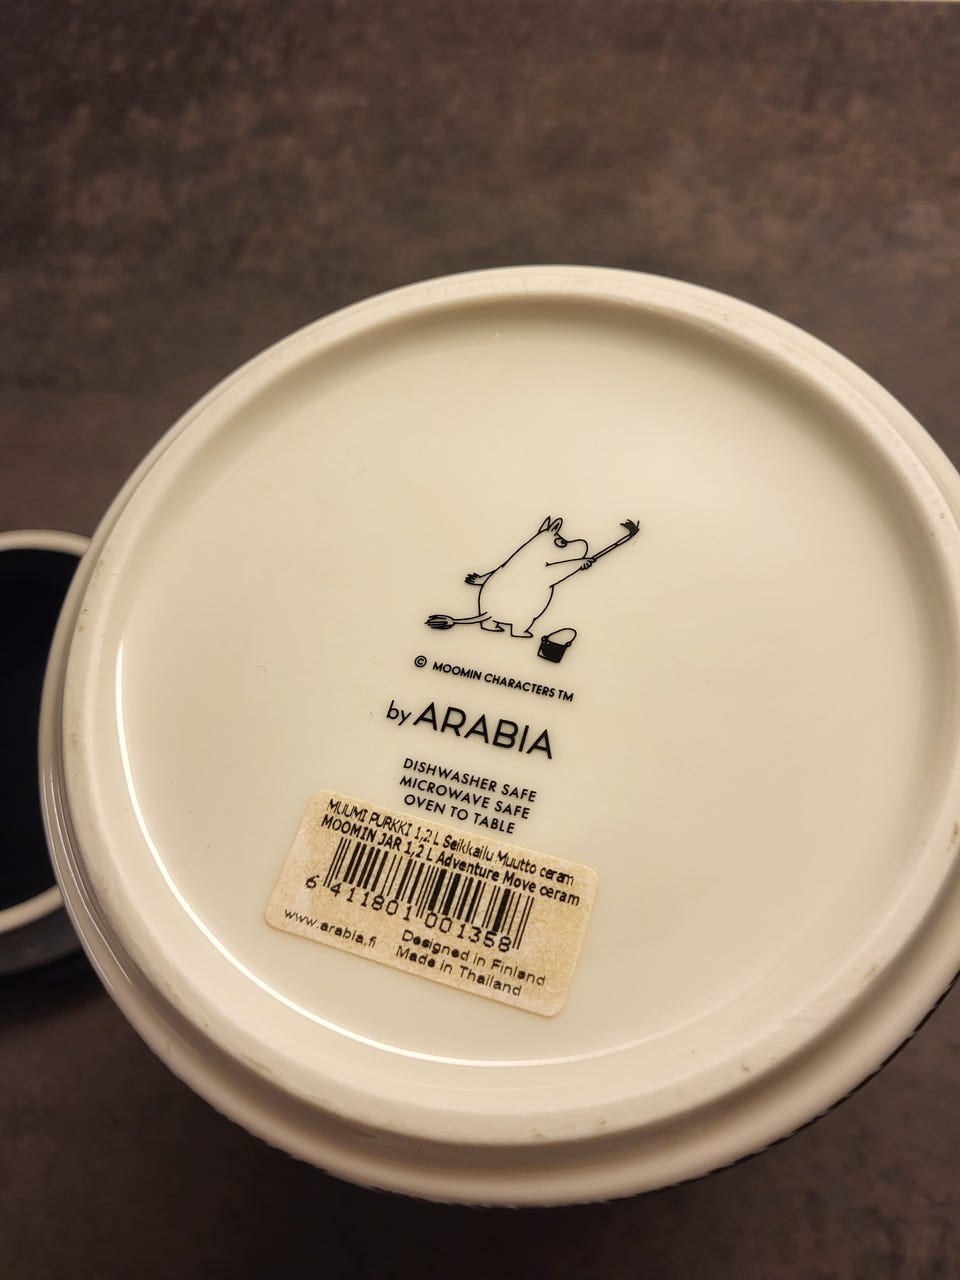 © MOOMIN CHARACTERS TM
by ARABIA
DISHWASHER SAFE
MICROWAVE SAFE
OVEN TO TABLE
MUUMI PURKKI 1,2 L Seikkailu Muutto ceram
MOOMIN JAR 1,2 L Adventure Move ceram
6 411801 001358
www.arabia.fi
Designed in Finland
Made in Thailand